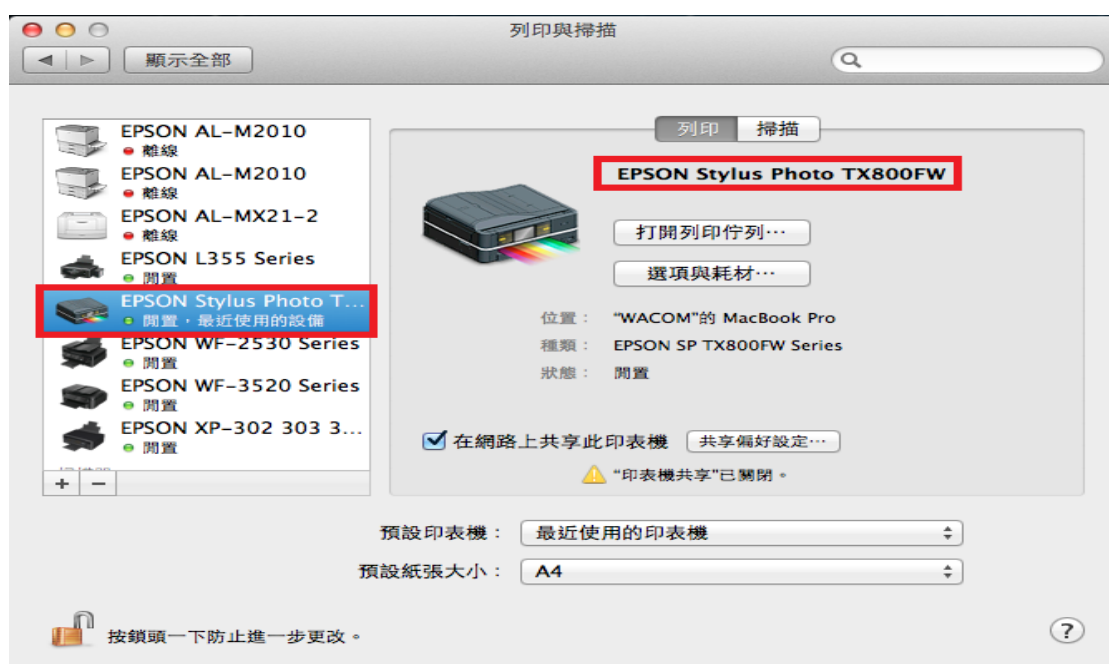 列印與掃描
顯示全部
EPSON AL-M2010
離線
EPSON AL-M2010
離線
EPSON AL-MX21-2
離線
EPSON L355 Series
閒置
EPSON Stylus Photo T...
閒置，最近使用的設備
EPSON WF-2530 Series
閒置
EPSON WF-3520 Series
閒置
EPSON XP-302 303 3...
閒置
+ -
列印 掃描
EPSON Stylus Photo TX800FW
打開列印佇列⋯
選項與耗材⋯
位置： “WACOM”的 MacBook Pro
種類： EPSON SP TX800FW Series
狀態： 閒置
在網路上共享此印表機 共享偏好設定⋯
“印表機共享”已關閉。
預設印表機： 最近使用的印表機
預設紙張大小： A4
按鎖頭一下防止進一步更改。
?